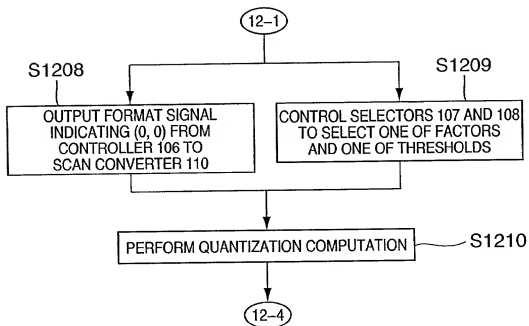 12-1
S1208
S1209
OUTPUT FORMAT SIGNAL
INDICATING (0, 0) FROM
CONTROLLER 106 TO
SCAN CONVERTER 110
CONTROL SELECTORS 107 AND 108
TO SELECT ONE OF FACTORS
AND ONE OF THRESHOLDS
PERFORM QUANTIZATION COMPUTATION
S1210
12-4